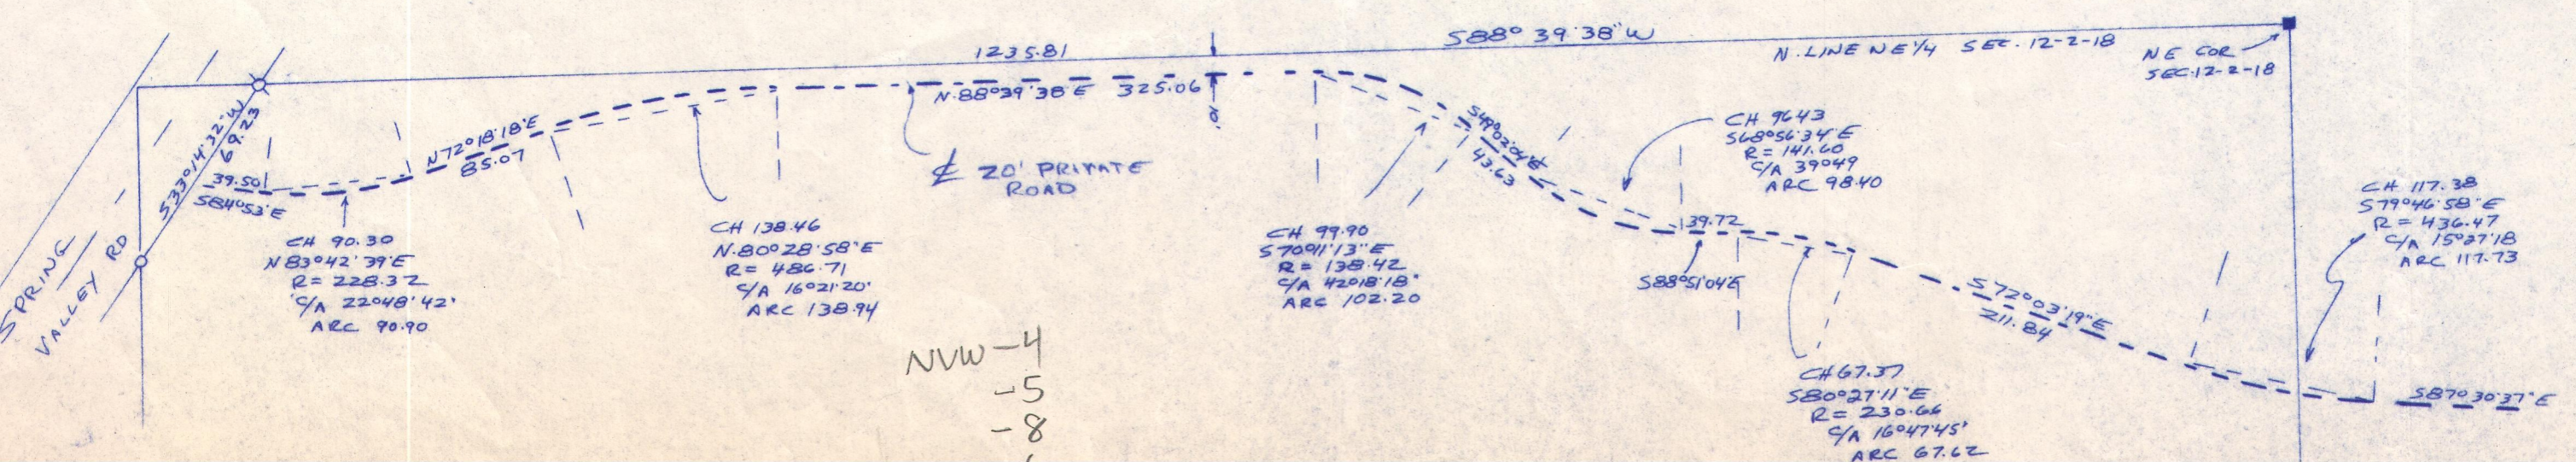 1235.81
S88° 39'38" W
N. LINE NE 1/4 SEC. 12-2-18
NE COR
SEC. 12-2-18
S33°14'32"W
69.23
SPRING
VALLEY RD
39.50
S84°53'E
CH 90.30
N 83°42'39"E
R= 228.32
C/A 22°48'42"
ARC 90.90
N72°18'18"E
85.07
CH 138.46
N.80°28'58"E
R= 486.71
C/A 16°21'20"
ARC 138.94
N.88°39'38"E 325.06
℄ 20' PRIVATE
ROAD
10'
CH 99.90
S70°11'13"E
R= 138.42
C/A 42°18'18"
ARC 102.20
S49°02'04"E
43.63
CH 96.43
S68°56'34"E
R= 141.60
C/A 39°49
ARC 98.40
39.72
S88°51'04"E
CH 67.37
S80°27'11"E
R= 230.66
C/A 16°47'45"
ARC 67.62
S 72°03'19"E
211.84
CH 117.38
S79°46'58"E
R= 436.47
C/A 15°27'18
ARC 117.73
S87°30'37"E
NVW-4
-5
-8